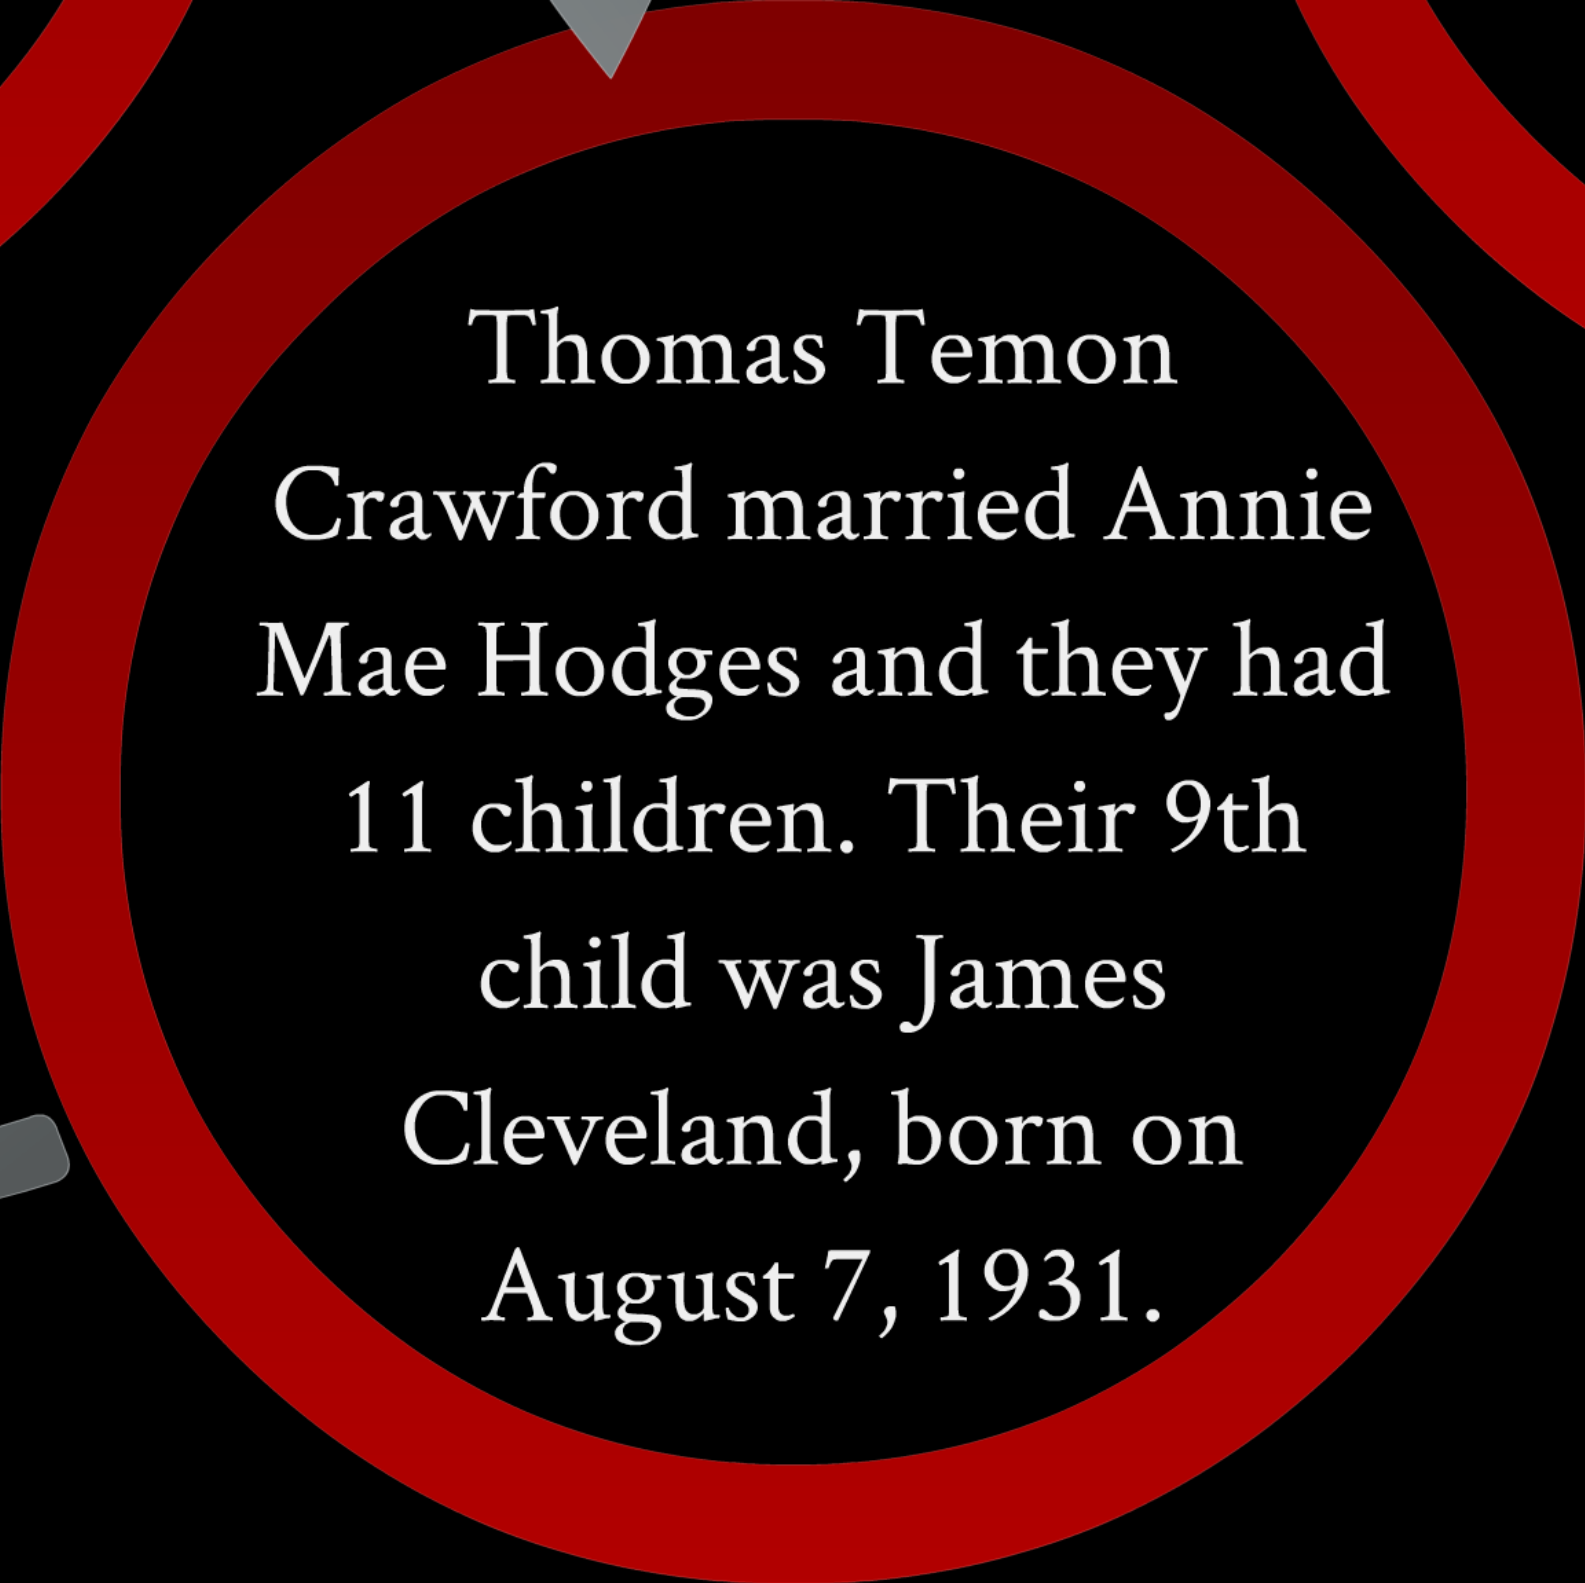 Thomas Temon
Crawford married Annie
Mae Hodges and they had
11 children. Their 9th
child was James
Cleveland, born on
August 7, 1931.